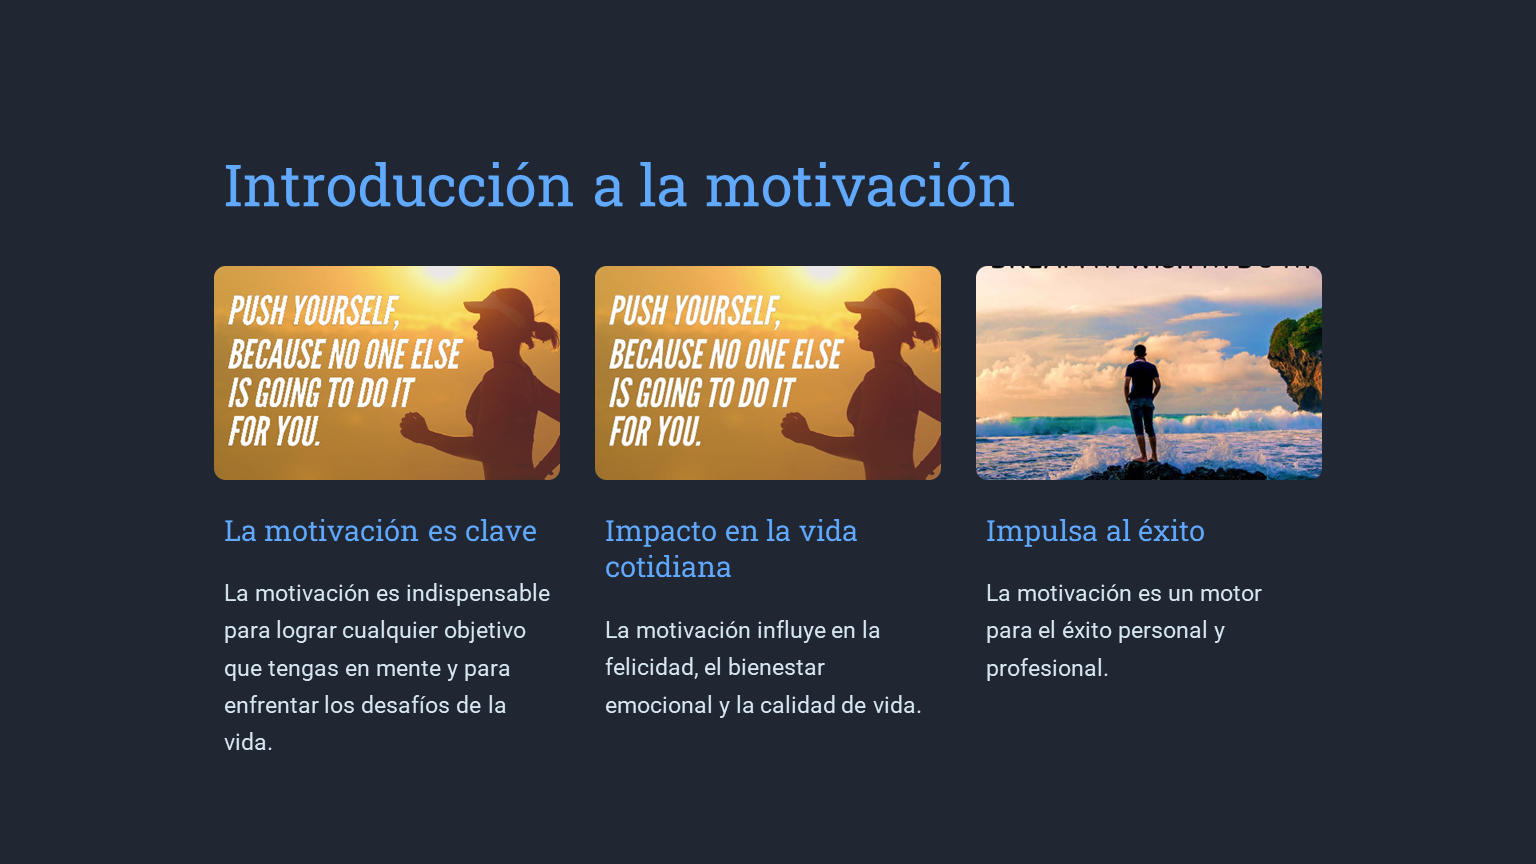 Introducción a la motivación
PUSH YOURSELF,
BECAUSE NO ONE ELSE
IS GOING TO DO IT
FOR YOU.
PUSH YOURSELF,
BECAUSE NO ONE ELSE
IS GOING TO DO IT
FOR YOU.
La motivación es clave
La motivación es indispensable
para lograr cualquier objetivo
que tengas en mente y para
enfrentar los desafíos de la
vida.
Impacto en la vida
cotidiana
La motivación influye en la
felicidad, el bienestar
emocional y la calidad de vida.
Impulsa al éxito
La motivación es un motor
para el éxito personal y
profesional.